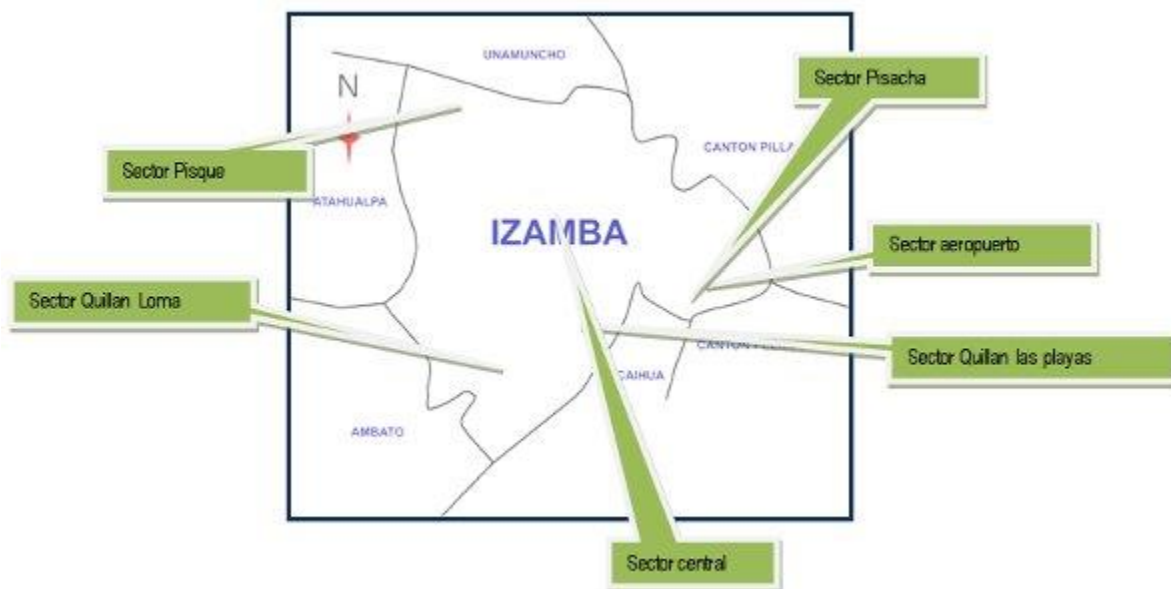 UNAMUNCHO
Sector Pisacha
N
CANTON
Sector Pisque
ATAHUALPA
IZAMBA
Sector aeropuerto
Sector Quillan Loma
CANTON
Sector Quillan las playas
CAIHUA
AMBATO
Sector central